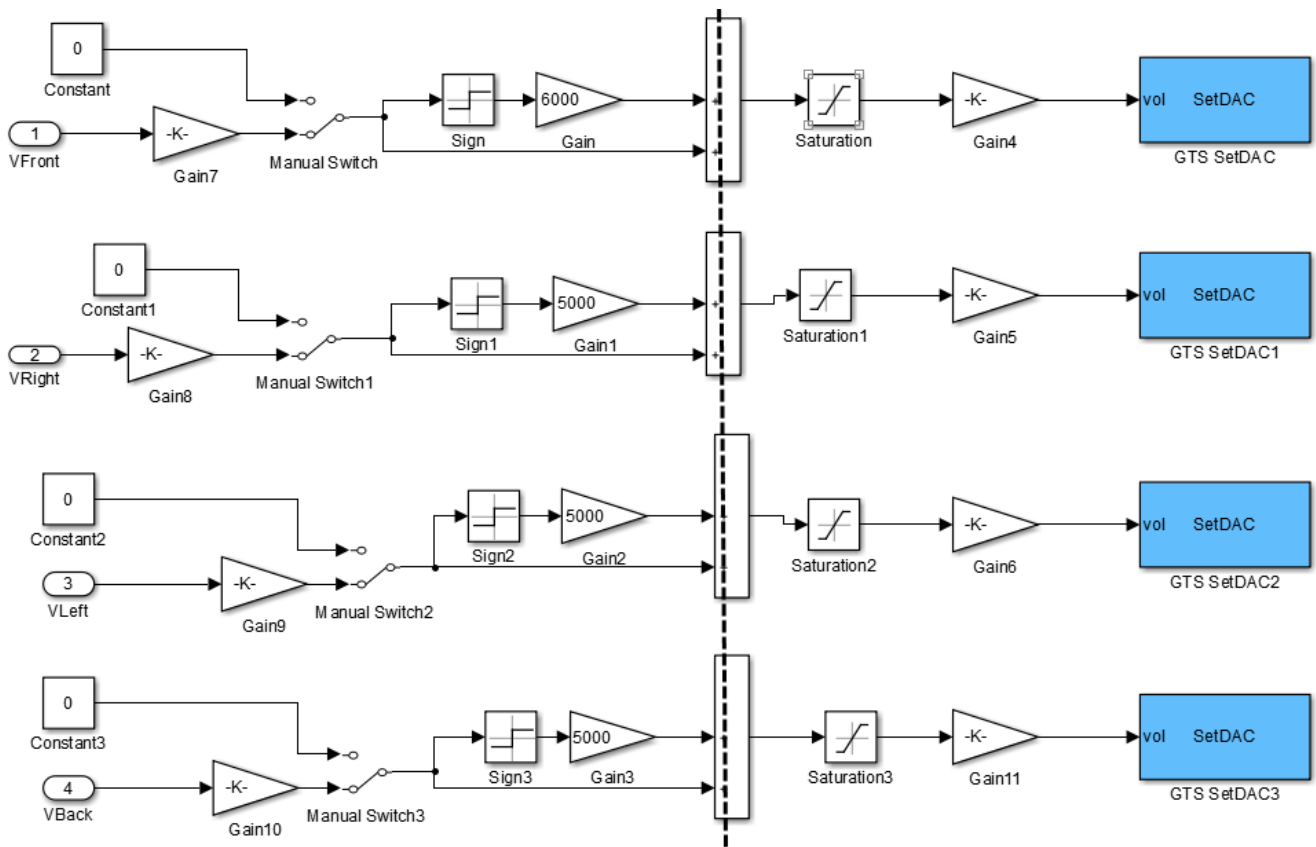 0
Constant
1
VFront
-K-
Gain7
Manual Switch
Sign
6000
Gain
+
+
Saturation
-K-
Gain4
vol SetDAC
GTS SetDAC
0
Constant1
2
VRight
-K-
Gain8
Manual Switch1
Sign1
5000
Gain1
+
+
Saturation1
-K-
Gain5
vol SetDAC
GTS SetDAC1
0
Constant2
3
VLeft
-K-
Gain9
Manual Switch2
Sign2
5000
Gain2
Saturation2
-K-
Gain6
vol SetDAC
GTS SetDAC2
0
Constant3
4
VBack
-K-
Gain10
Manual Switch3
Sign3
5000
Gain3
Saturation3
-K-
Gain11
vol SetDAC
GTS SetDAC3